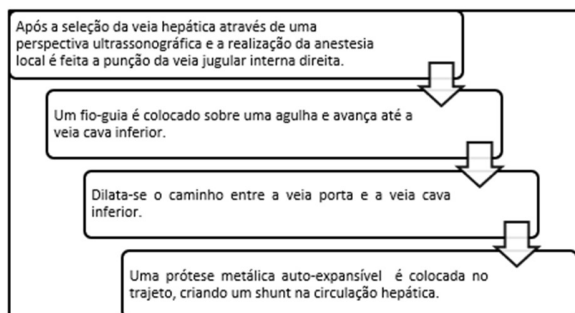 Após a seleção da veia hepática através de uma
perspectiva ultrassonográfica e a realização da anestesia
local é feita a punção da veia jugular interna direita.
Um fio-guia é colocado sobre uma agulha e avança até a
veia cava inferior.
Dilata-se o caminho entre a veia porta e a veia cava
inferior.
Uma prótese metálica auto-expansível é colocada no
trajeto, criando um shunt na circulação hepática.